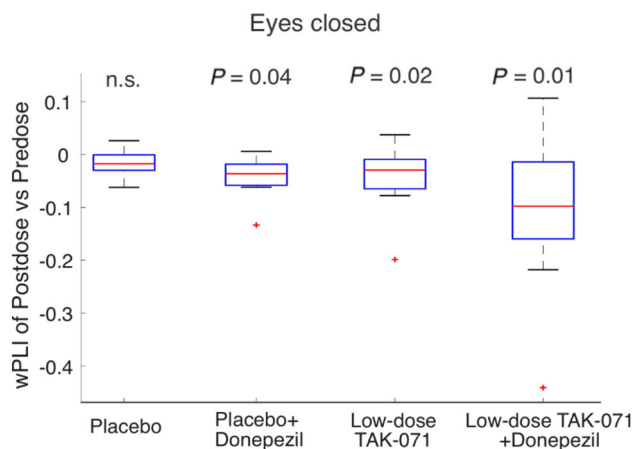 Eyes closed
n.s.
P = 0.04
P = 0.02
P = 0.01
wPLI of Postdose vs Predose
0.1
0
-0.1
-0.2
-0.3
-0.4
Placebo
Placebo+
Donepezil
Low-dose
TAK-071
Low-dose TAK-071
+Donepezil